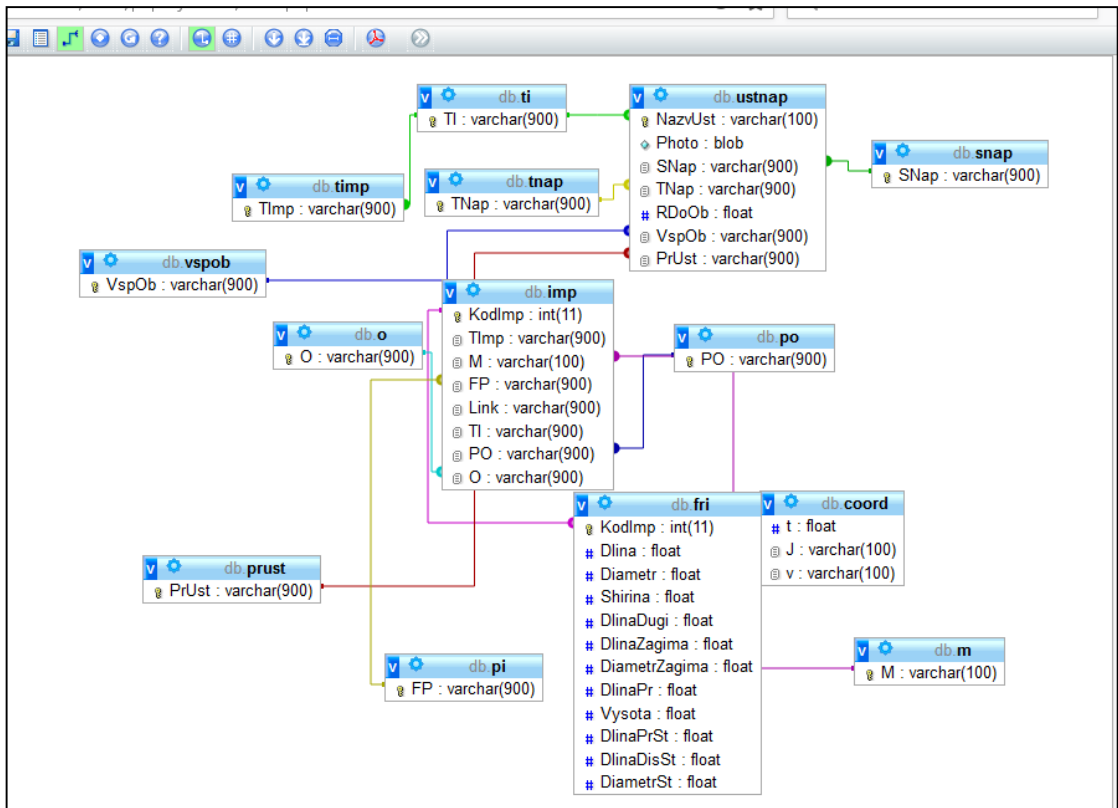 db.ti
TI : varchar(900)
db.ustnap
NazvUst : varchar(100)
Photo : blob
SNap : varchar(900)
TNap : varchar(900)
RDoOb : float
VspOb : varchar(900)
PrUst : varchar(900)
db.snap
SNap : varchar(900)
db.timp
TImp : varchar(900)
db.tnap
TNap : varchar(900)
db.vspob
VspOb : varchar(900)
db.imp
KodImp : int(11)
TImp : varchar(900)
M : varchar(100)
FP : varchar(900)
Link : varchar(900)
TI : varchar(900)
PO : varchar(900)
O : varchar(900)
db.o
O : varchar(900)
db.po
PO : varchar(900)
db.fri
KodImp : int(11)
Dlina : float
Diametr : float
Shirina : float
DlinaDugi : float
DlinaZagima : float
DiametrZagima : float
DlinaPr : float
Vysota : float
DlinaPrSt : float
DlinaDisSt : float
DiametrSt : float
db.coord
t : float
J : varchar(100)
v : varchar(100)
db.prust
PrUst : varchar(900)
db.pi
FP : varchar(900)
db.m
M : varchar(100)